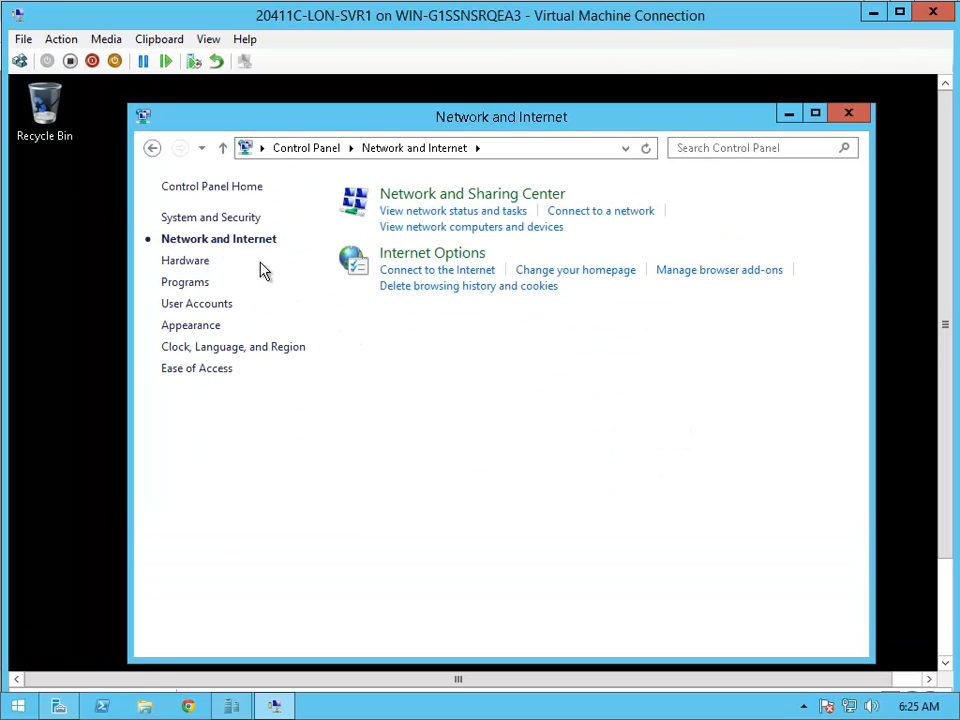 20411C-LON-SVR1 on WIN-G1SSNSRQEA3 - Virtual Machine Connection
File Action Media Clipboard View Help
Recycle Bin
Network and Internet
Control Panel Network and Internet Search Control Panel
Control Panel Home
System and Security
Network and Internet
Hardware
Programs
User Accounts
Appearance
Clock, Language, and Region
Ease of Access
Network and Sharing Center
View network status and tasks Connect to a network
View network computers and devices
Internet Options
Connect to the Internet Change your homepage Manage browser add-ons
Delete browsing history and cookies
6:25 AM